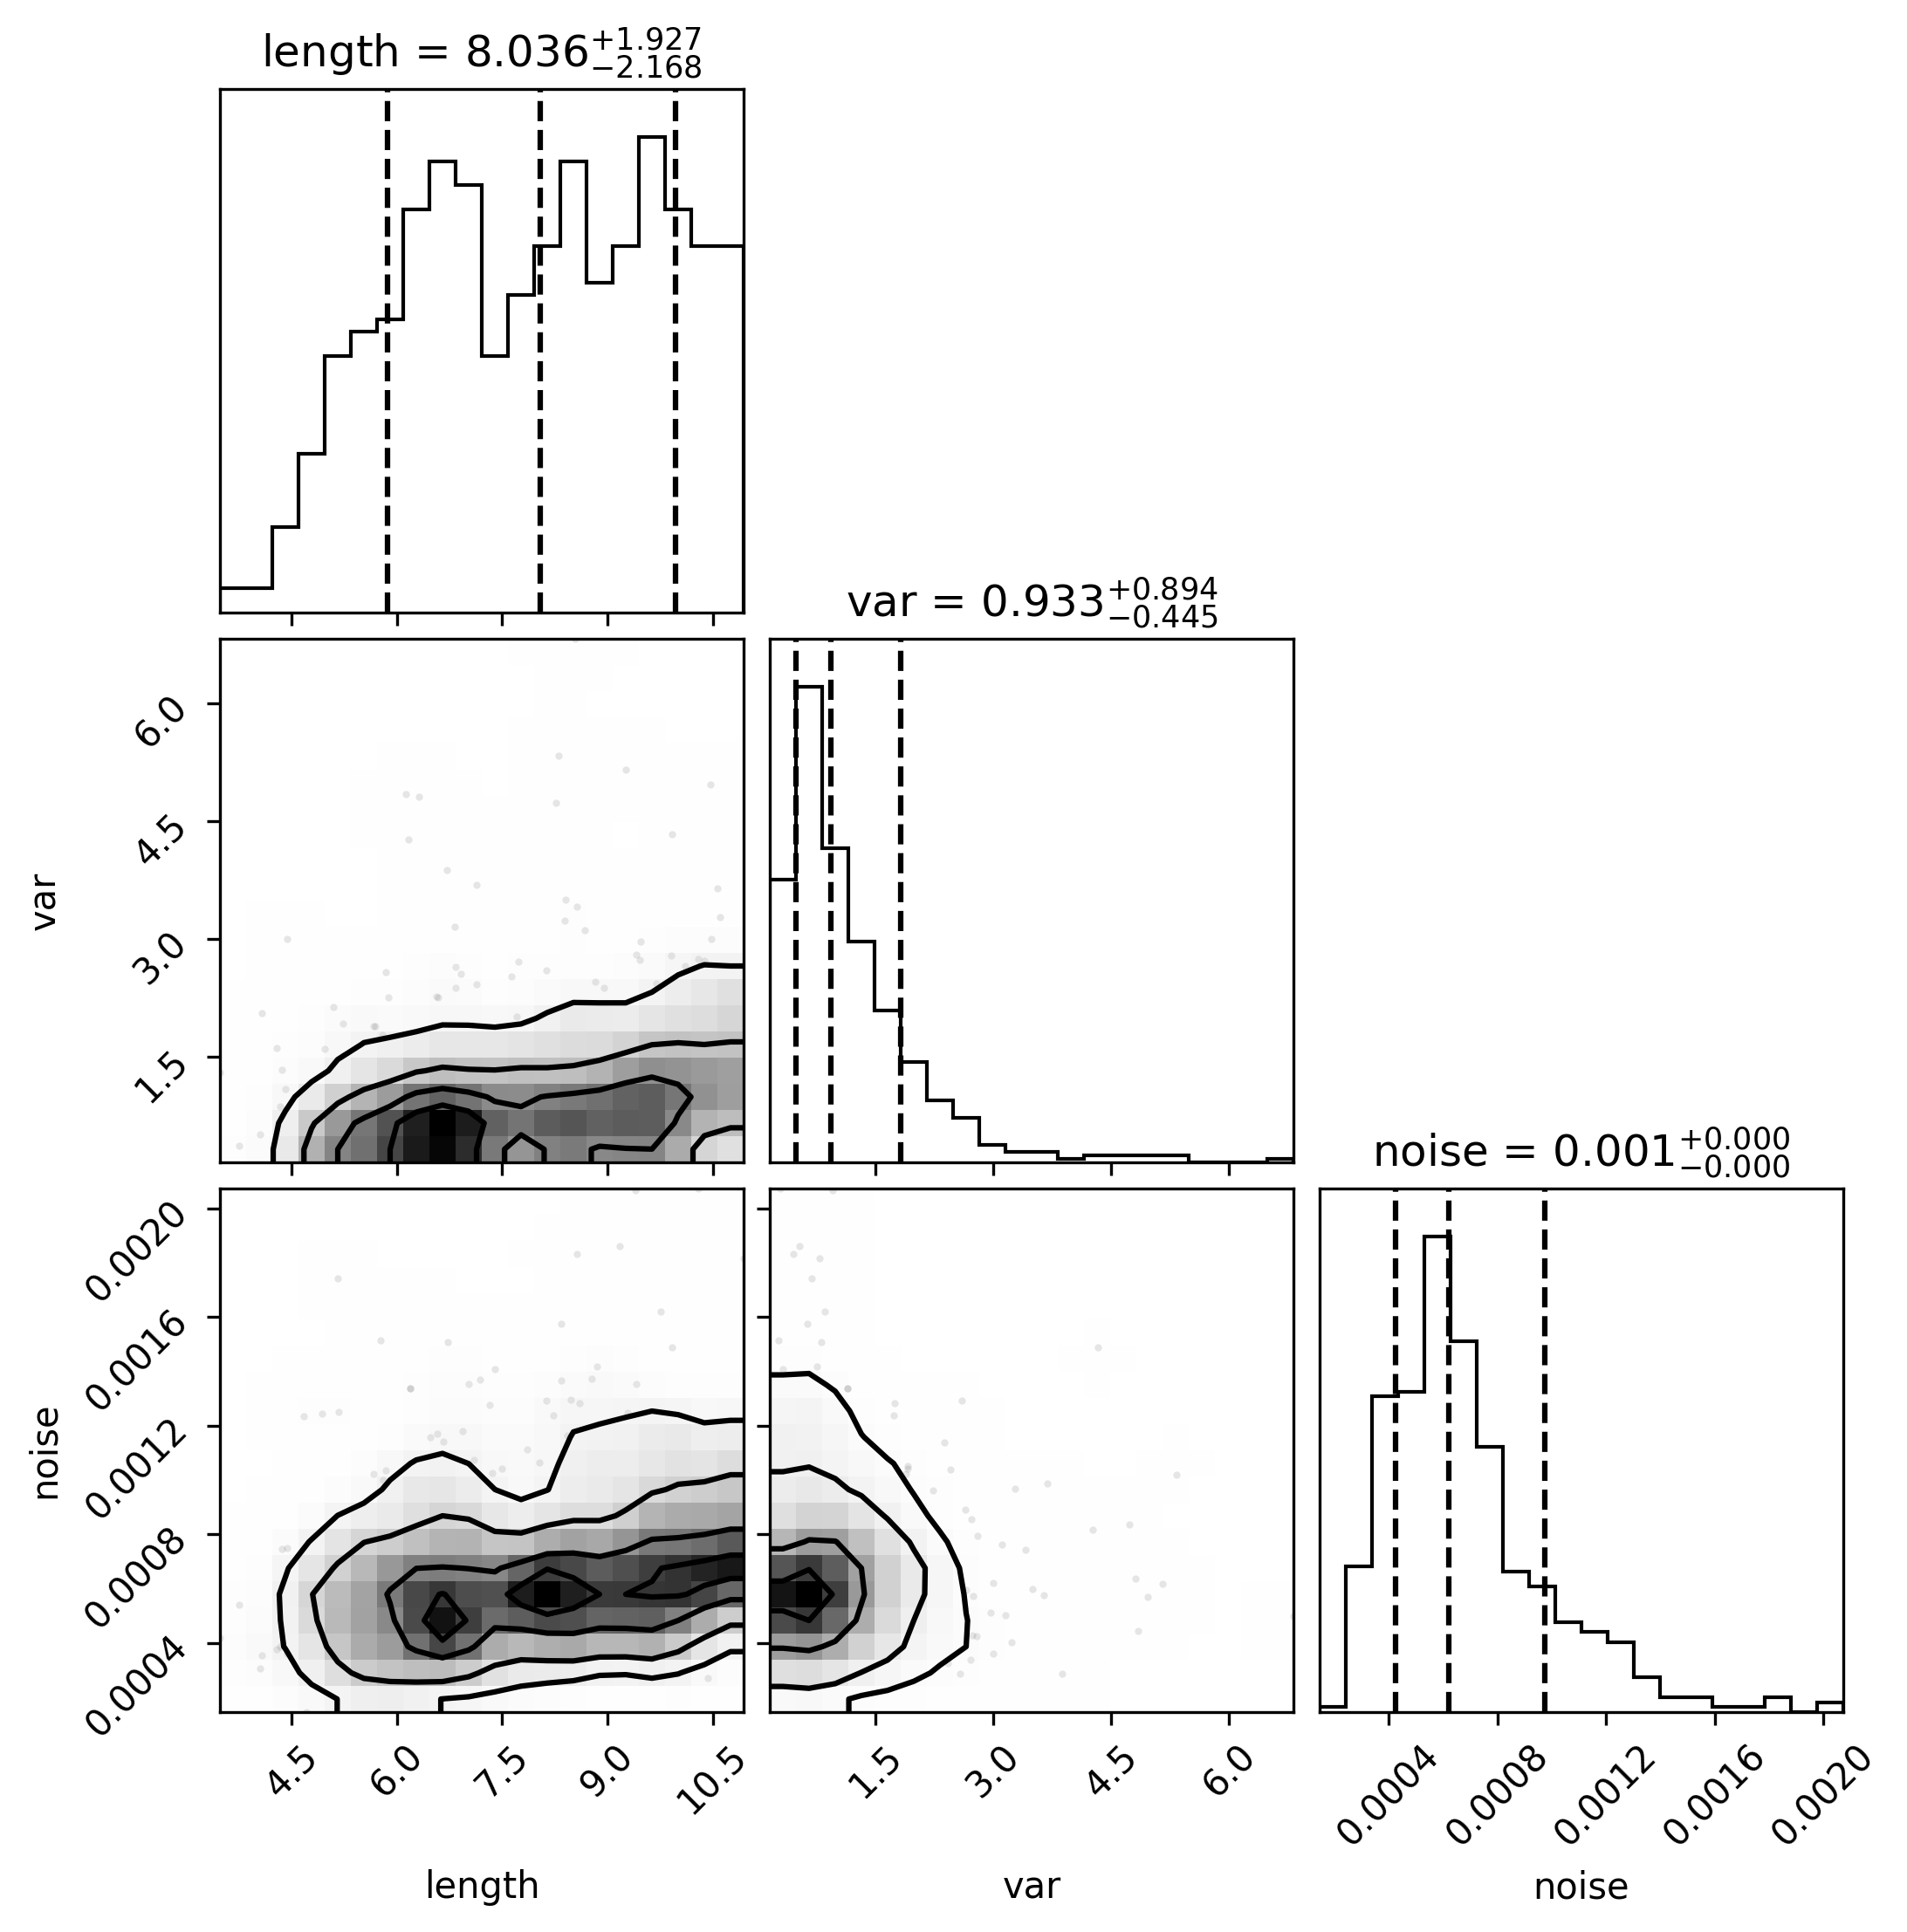 length = 8.036+1.927 −2.168
var = 0.933+0.894 −0.445
6.0
4.5
3.0
1.5
var
noise = 0.001+0.000 −0.000
0.0020
0.0016
0.0012
0.0008
0.0004
noise
4.5 6.0 7.5 9.0 10.5
1.5 3.0 4.5 6.0
0.0004 0.0008 0.0012 0.0016 0.0020
length var noise